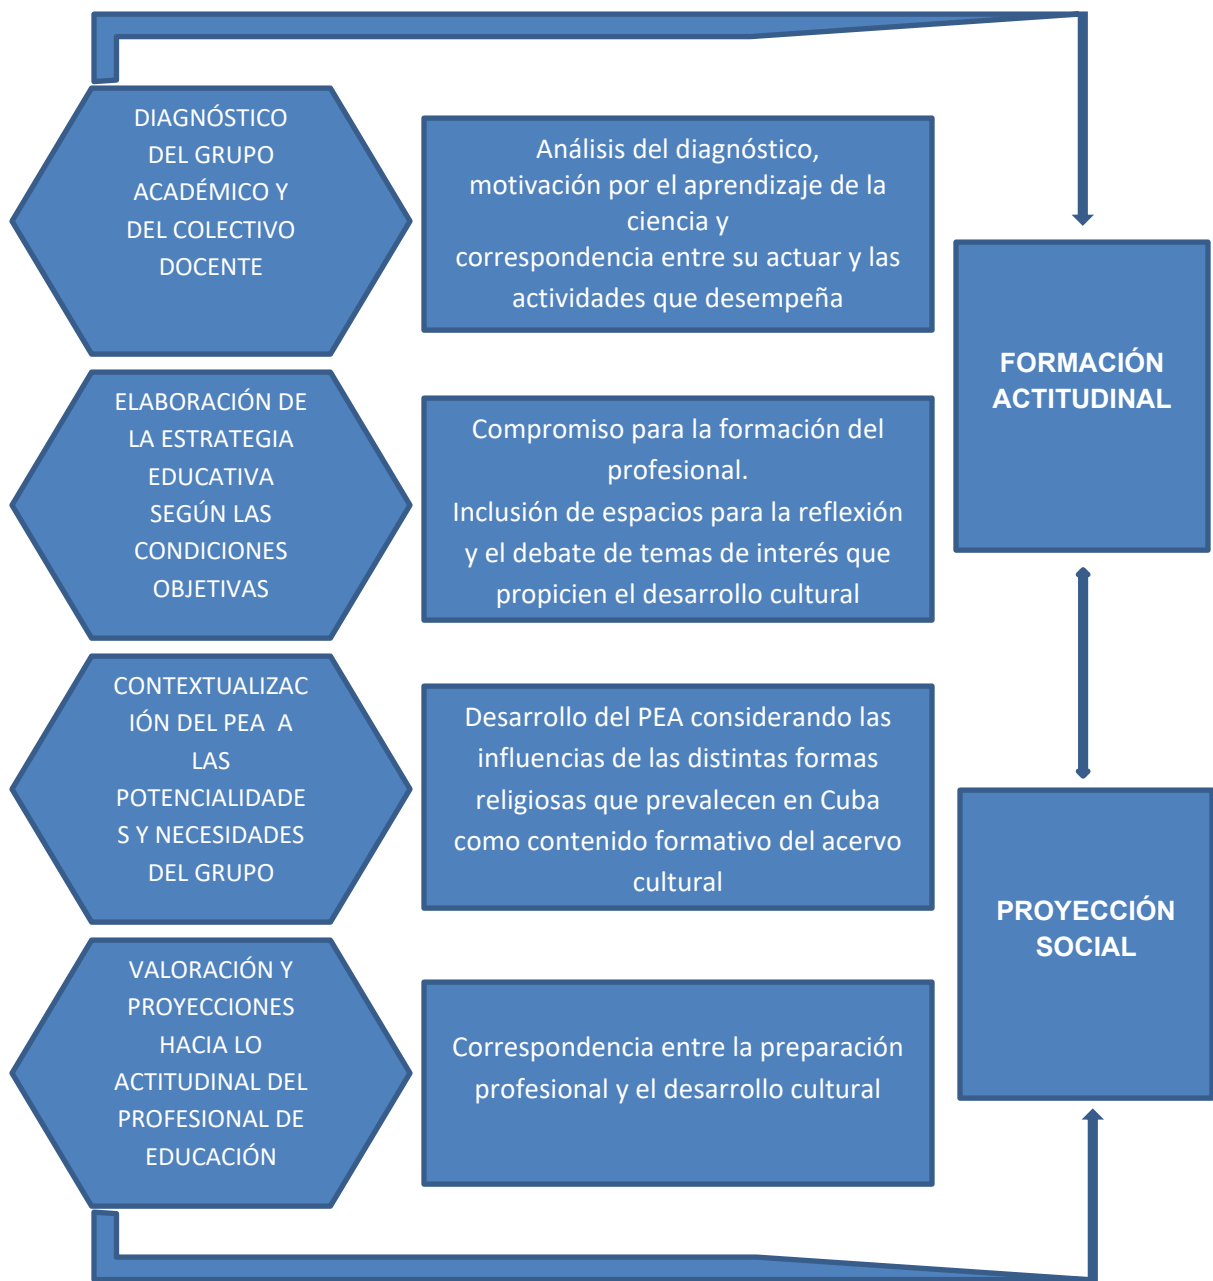 DIAGNÓSTICO
DEL GRUPO
ACADÉMICO Y
DEL COLECTIVO
DOCENTE
Análisis del diagnóstico,
motivación por el aprendizaje de la
ciencia y
correspondencia entre su actuar y las
actividades que desempeña
FORMACIÓN
ACTITUDINAL
ELABORACIÓN DE
LA ESTRATEGIA
EDUCATIVA
SEGÚN LAS
CONDICIONES
OBJETIVAS
Compromiso para la formación del
profesional.
Inclusión de espacios para la reflexión
y el debate de temas de interés que
propicien el desarrollo cultural
CONTEXTUALIZAC
IÓN DEL PEA  A
LAS
POTENCIALIDADE
S Y NECESIDADES
DEL GRUPO
Desarrollo del PEA considerando las
influencias de las distintas formas
religiosas que prevalecen en Cuba
como contenido formativo del acervo
cultural
PROYECCIÓN
SOCIAL
VALORACIÓN Y
PROYECCIONES
HACIA LO
ACTITUDINAL DEL
PROFESIONAL DE
EDUCACIÓN
Correspondencia entre la preparación
profesional y el desarrollo cultural